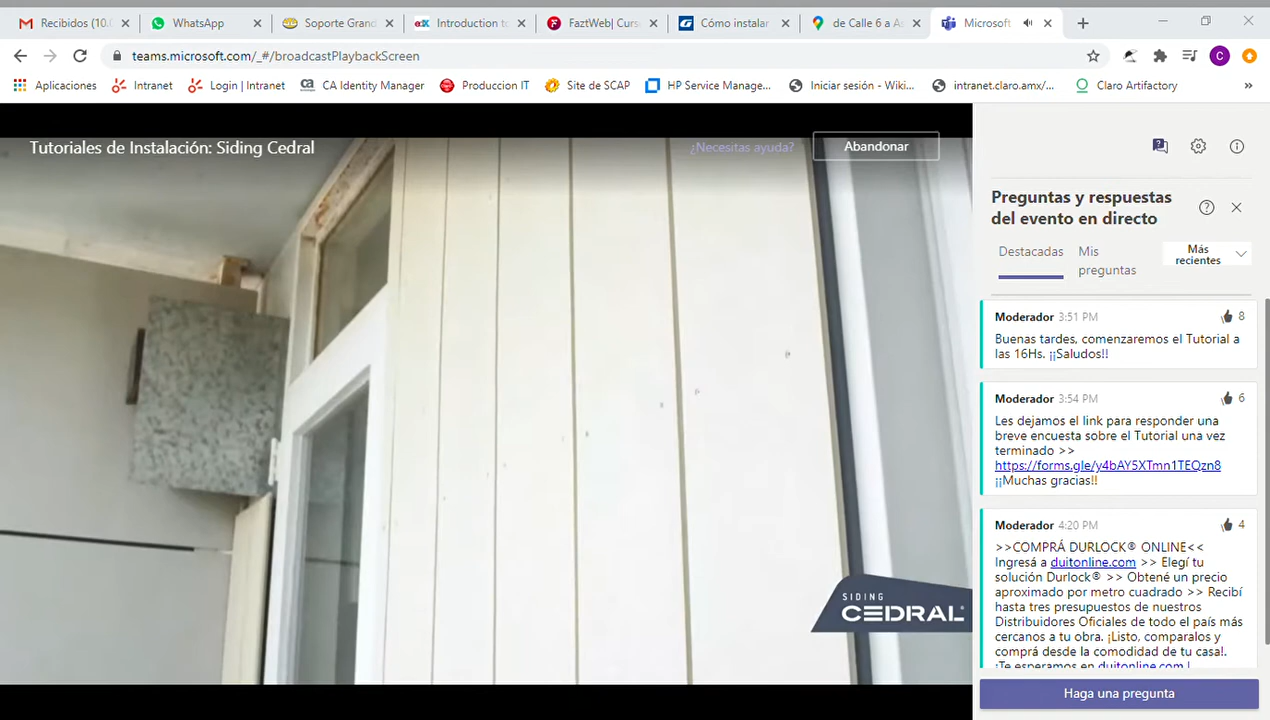 Recibidos (10.0
WhatsApp
Soporte Grand
Introduction to
FaztWeb| Curs
Cómo instalar
de Calle 6 a A
Microsoft
teams.microsoft.com/_#/broadcastPlaybackScreen
C
Aplicaciones
Intranet
Login | Intranet
CA Identity Manager
Produccion IT
Site de SCAP
HP Service Manage...
Iniciar sesión - Wiki...
intranet.claro.amx/...
Claro Artifactory
»
Tutoriales de Instalación: Siding Cedral
¿Necesitas ayuda?
Abandonar
Preguntas y respuestas
del evento en directo
Destacadas
Mis
preguntas
Más
recientes
Moderador 3:51 PM
8
Buenas tardes, comenzaremos el Tutorial a
las 16Hs. ¡¡Saludos!!
Moderador 3:54 PM
6
Les dejamos el link para responder una
breve encuesta sobre el Tutorial una vez
terminado >>
https://forms.gle/y4bAY5XTmn1TEQzn8
¡¡Muchas gracias!!
Moderador 4:20 PM
4
>>COMPRÁ DURLOCK® ONLINE<<
Ingresá a duitonline.com >> Elegí tu
solución Durlock® >> Obtené un precio
aproximado por metro cuadrado >> Recibí
hasta tres presupuestos de nuestros
Distribuidores Oficiales de todo el país más
cercanos a tu obra. ¡Listo, comparalos y
comprá desde la comodidad de tu casa!.
¡Te esperamos en duitonline.com |
Haga una pregunta
SIDING
CEDRAL®